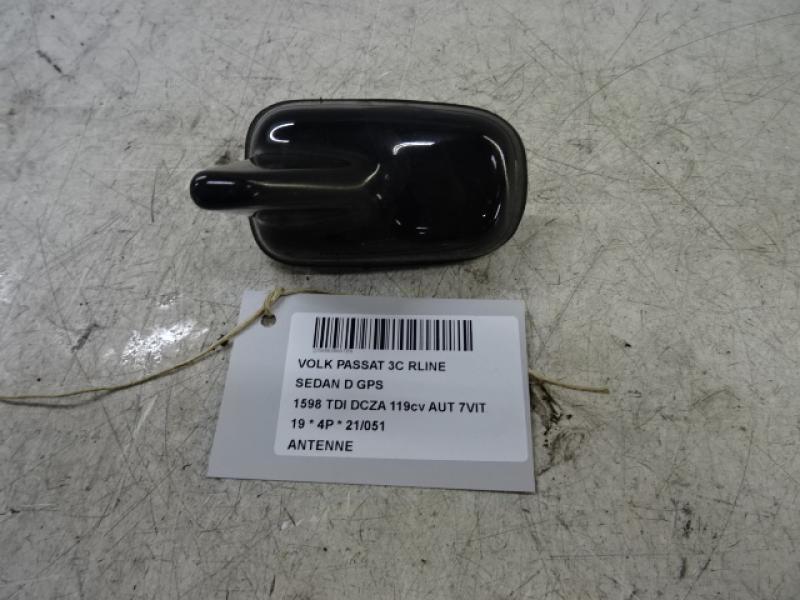 VOLK PASSAT 3C RLINE
SEDAN D GPS
1598 TDI DCZA 119cv AUT 7VIT
19 * 4P * 21/051
ANTENNE